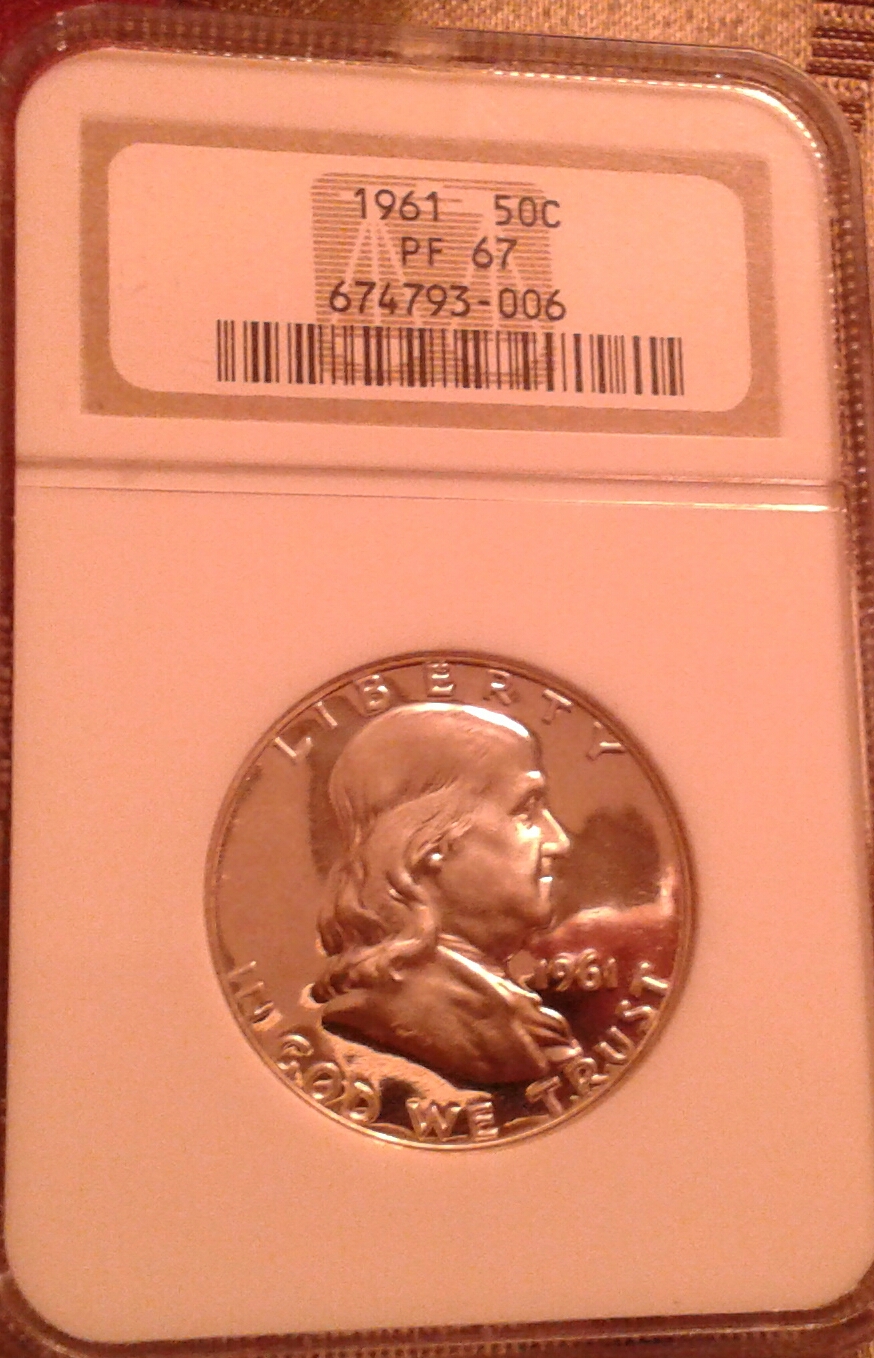 1961 50C
PF 67
674793-006
LIBERTY
1961
IN GOD WE TRUST